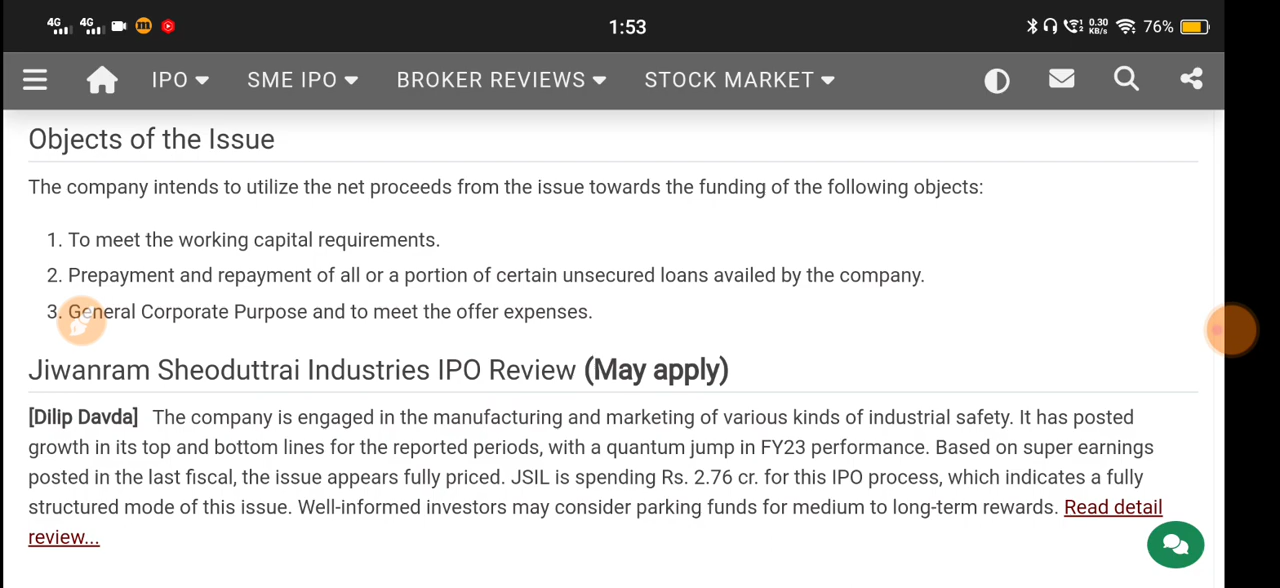 4G 4G 1:53 0.30 KB/s 76%
IPO SME IPO BROKER REVIEWS STOCK MARKET
Objects of the Issue
The company intends to utilize the net proceeds from the issue towards the funding of the following objects:
1. To meet the working capital requirements.
2. Prepayment and repayment of all or a portion of certain unsecured loans availed by the company.
3. General Corporate Purpose and to meet the offer expenses.
Jiwanram Sheoduttrai Industries IPO Review (May apply)
[Dilip Davda] The company is engaged in the manufacturing and marketing of various kinds of industrial safety. It has posted
growth in its top and bottom lines for the reported periods, with a quantum jump in FY23 performance. Based on super earnings
posted in the last fiscal, the issue appears fully priced. JSIL is spending Rs. 2.76 cr. for this IPO process, which indicates a fully
structured mode of this issue. Well-informed investors may consider parking funds for medium to long-term rewards. Read detail
review...